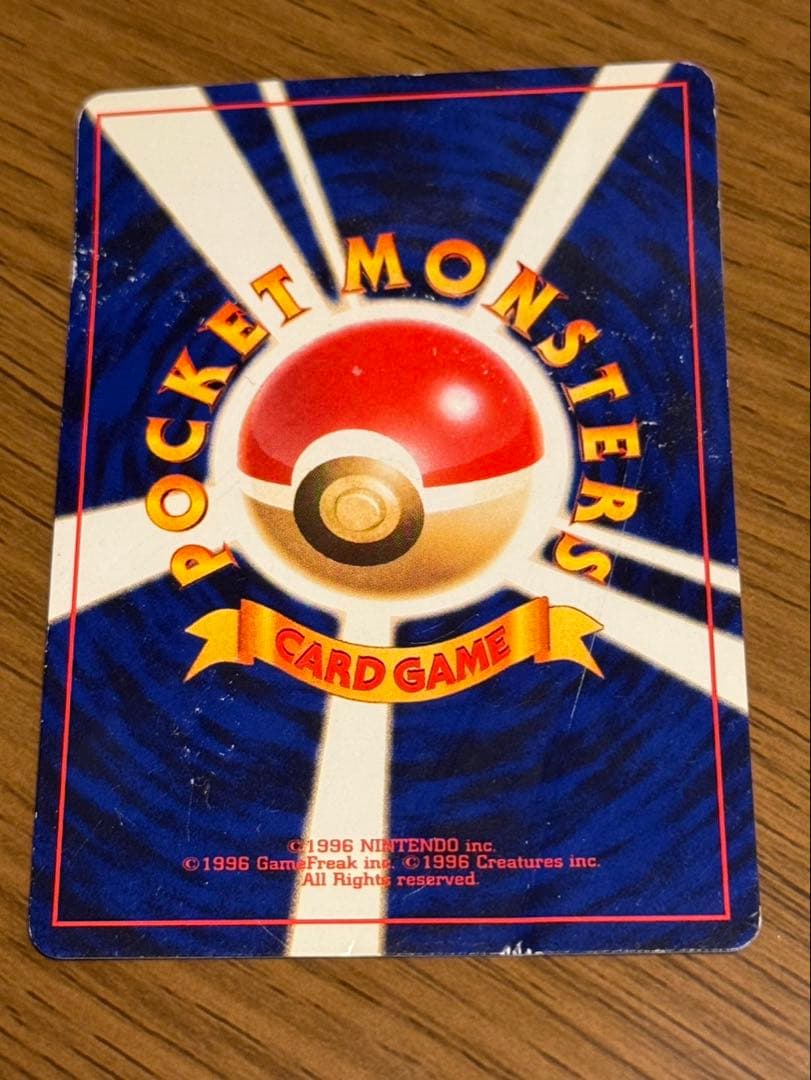 POCKET MONSTERS
CARD GAME
©1996 NINTENDO inc.
©1996 GameFreak inc. ©1996 Creatures inc.
All Rights reserved.